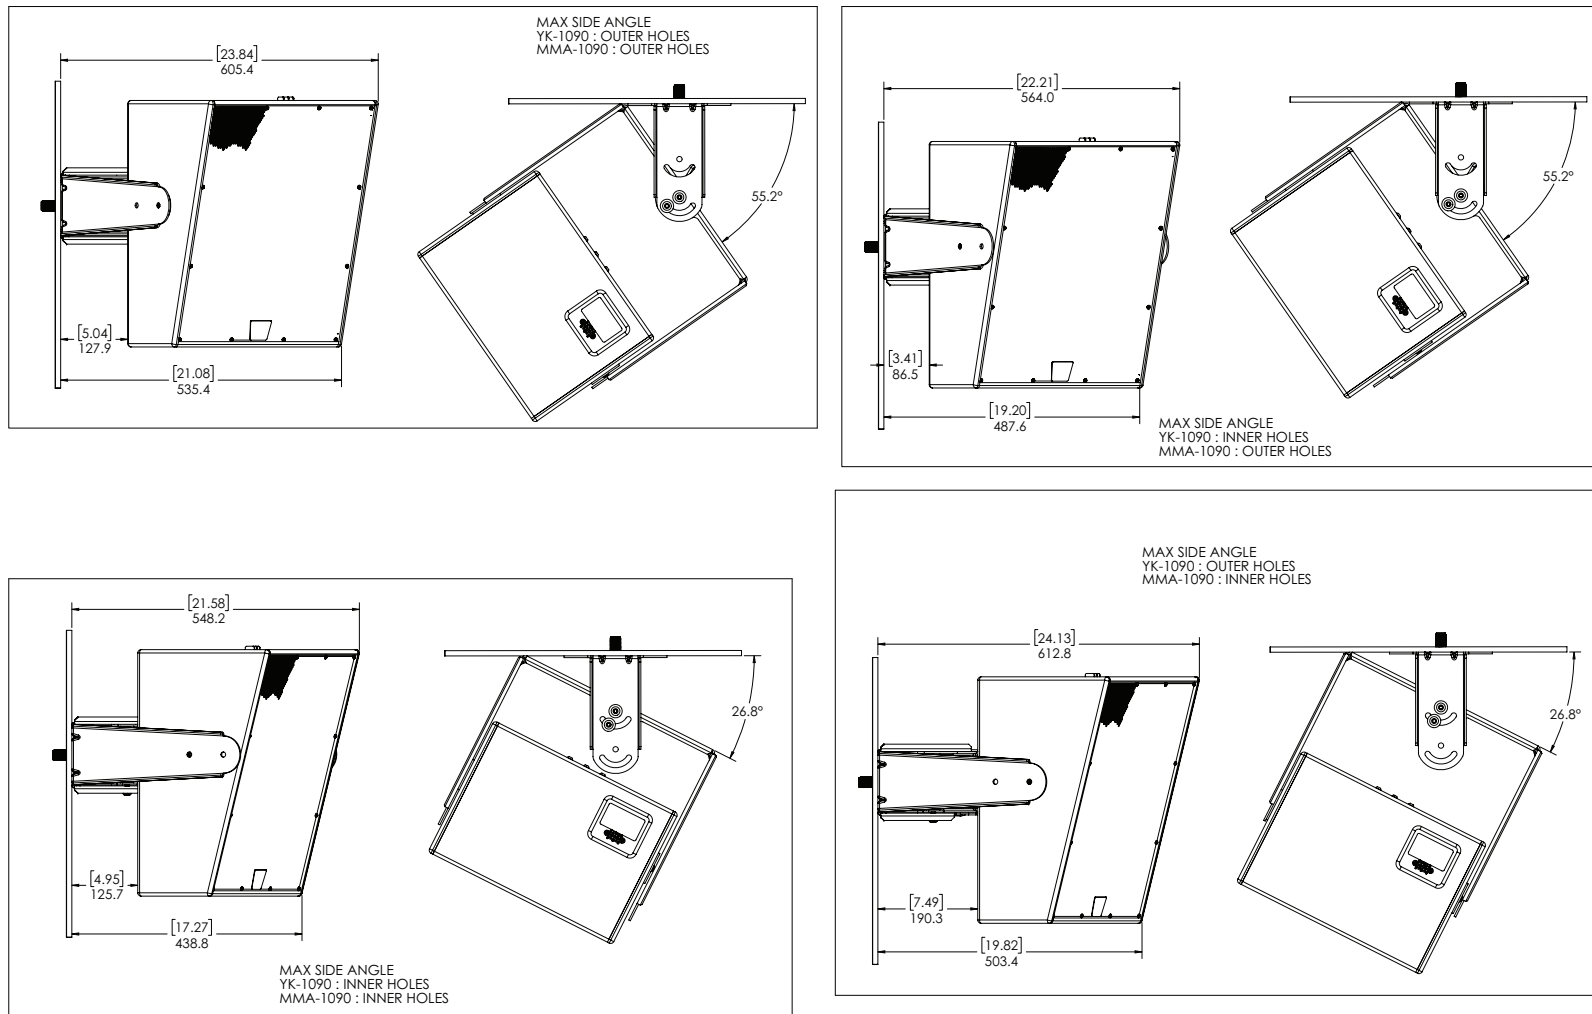 MAX SIDE ANGLE
YK-1090 : OUTER HOLES
MMA-1090 : OUTER HOLES
[23.84]
605.4
55.2°
[5.04]
127.9
[21.08]
535.4
[22.21]
564.0
55.2°
[3.41]
86.5
[19.20]
487.6
MAX SIDE ANGLE
YK-1090 : INNER HOLES
MMA-1090 : OUTER HOLES
[21.58]
548.2
26.8°
[4.95]
125.7
[17.27]
438.8
MAX SIDE ANGLE
YK-1090 : INNER HOLES
MMA-1090 : INNER HOLES
MAX SIDE ANGLE
YK-1090 : OUTER HOLES
MMA-1090 : INNER HOLES
[24.13]
612.8
26.8°
[7.49]
190.3
[19.82]
503.4